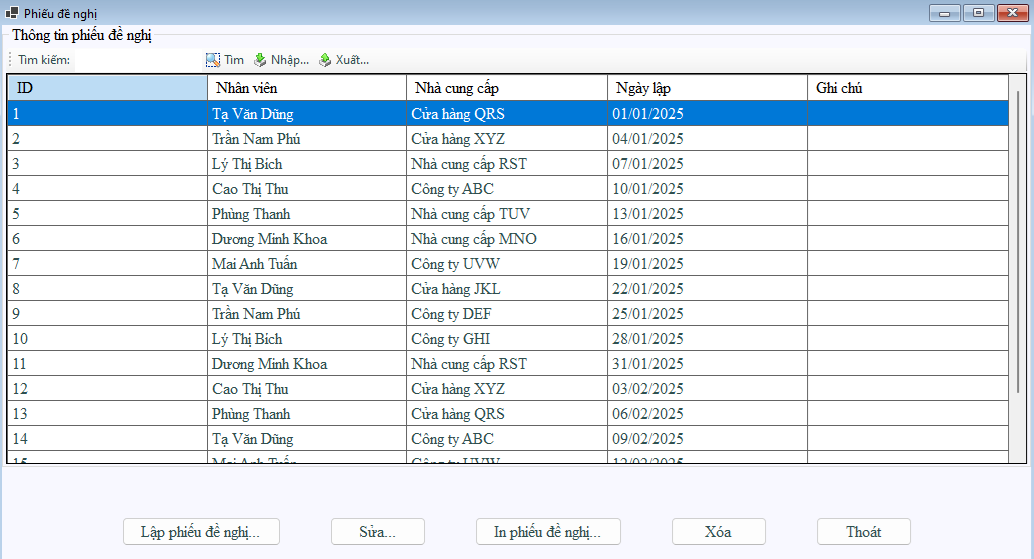 Phiếu đề nghị
Thông tin phiếu đề nghị
Tìm kiếm: Tìm Nhập... Xuất...
ID Nhân viên Nhà cung cấp Ngày lập Ghi chú
1 Tạ Văn Dũng Cửa hàng QRS 01/01/2025
2 Trần Nam Phú Cửa hàng XYZ 04/01/2025
3 Lý Thị Bích Nhà cung cấp RST 07/01/2025
4 Cao Thị Thu Công ty ABC 10/01/2025
5 Phùng Thanh Nhà cung cấp TUV 13/01/2025
6 Dương Minh Khoa Nhà cung cấp MNO 16/01/2025
7 Mai Anh Tuấn Công ty UVW 19/01/2025
8 Tạ Văn Dũng Cửa hàng JKL 22/01/2025
9 Trần Nam Phú Công ty DEF 25/01/2025
10 Lý Thị Bích Công ty GHI 28/01/2025
11 Dương Minh Khoa Nhà cung cấp RST 31/01/2025
12 Cao Thị Thu Cửa hàng XYZ 03/02/2025
13 Phùng Thanh Cửa hàng QRS 06/02/2025
14 Tạ Văn Dũng Công ty ABC 09/02/2025
15 Mai Anh Tuấn Công ty UVW 12/02/2025
Lập phiếu đề nghị... Sửa... In phiếu đề nghị... Xóa Thoát